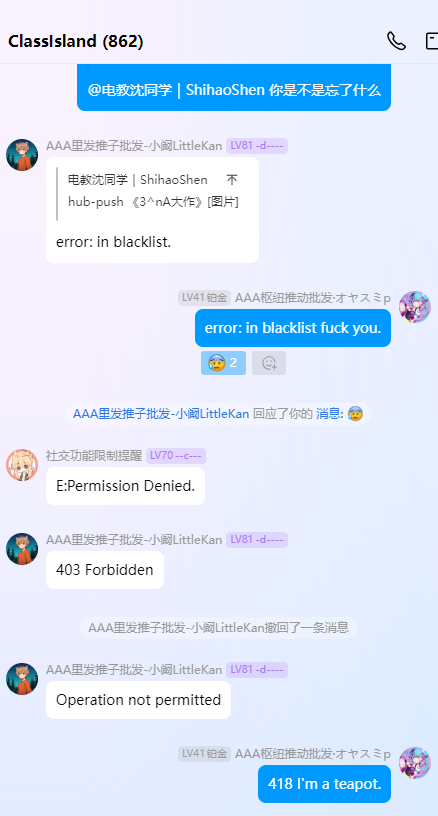 ClassIsland (862)
@电教沈同学 | ShihaoShen 你是不是忘了什么
AAA里发推子批发-小阚LittleKan LV81 -d----
电教沈同学 | ShihaoShen 不
hub-push 《3^nA大作》[图片]
error: in blacklist.
LV41 铂金 AAA枢纽推动批发·オヤスミp
error: in blacklist fuck you.
2
AAA里发推子批发-小阚LittleKan 回应了你的 消息:
社交功能限制提醒 LV70 --c---
E:Permission Denied.
AAA里发推子批发-小阚LittleKan LV81 -d----
403 Forbidden
AAA里发推子批发-小阚LittleKan撤回了一条消息
AAA里发推子批发-小阚LittleKan LV81 -d----
Operation not permitted
LV41 铂金 AAA枢纽推动批发·オヤスミp
418 I'm a teapot.